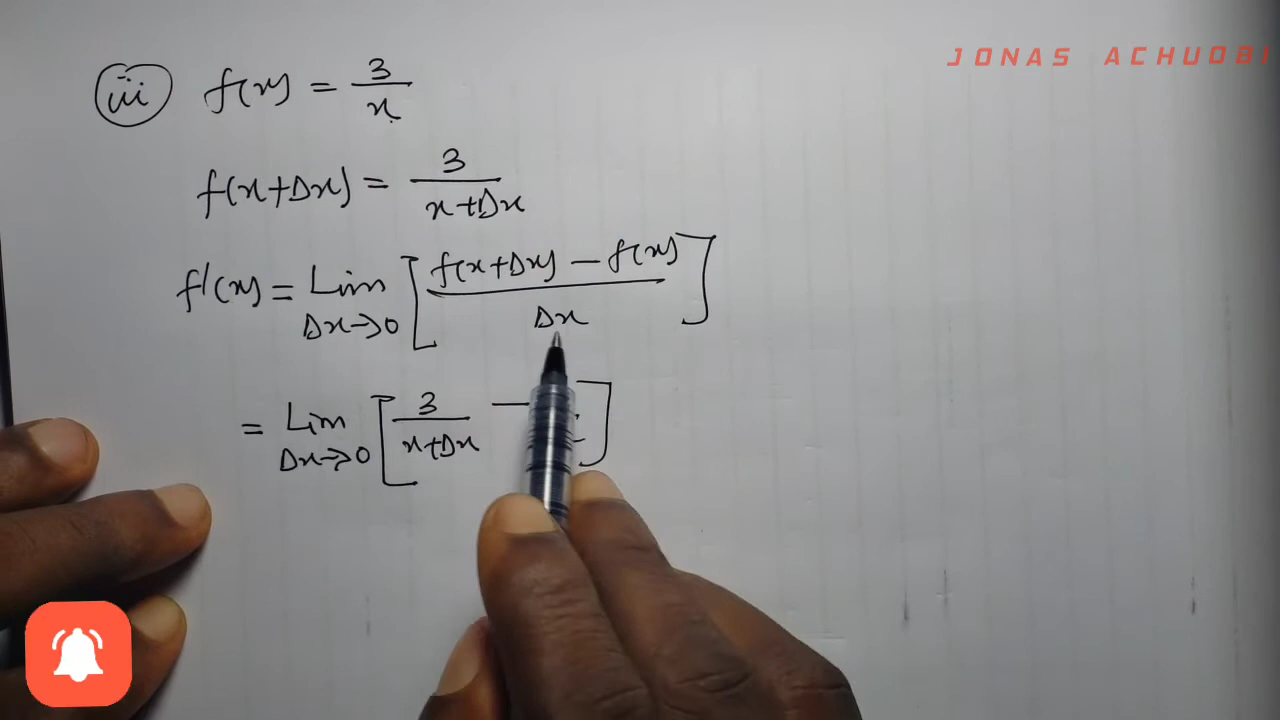 JONAS ACHUOBI
(iii) f(x) = 3/x
f(x+Δx) = 3/(x+Δx)
f'(x) = Lim Δx→0 [(f(x+Δx) − f(x))/Δx]
= Lim Δx→0 [3/(x+Δx) − ]